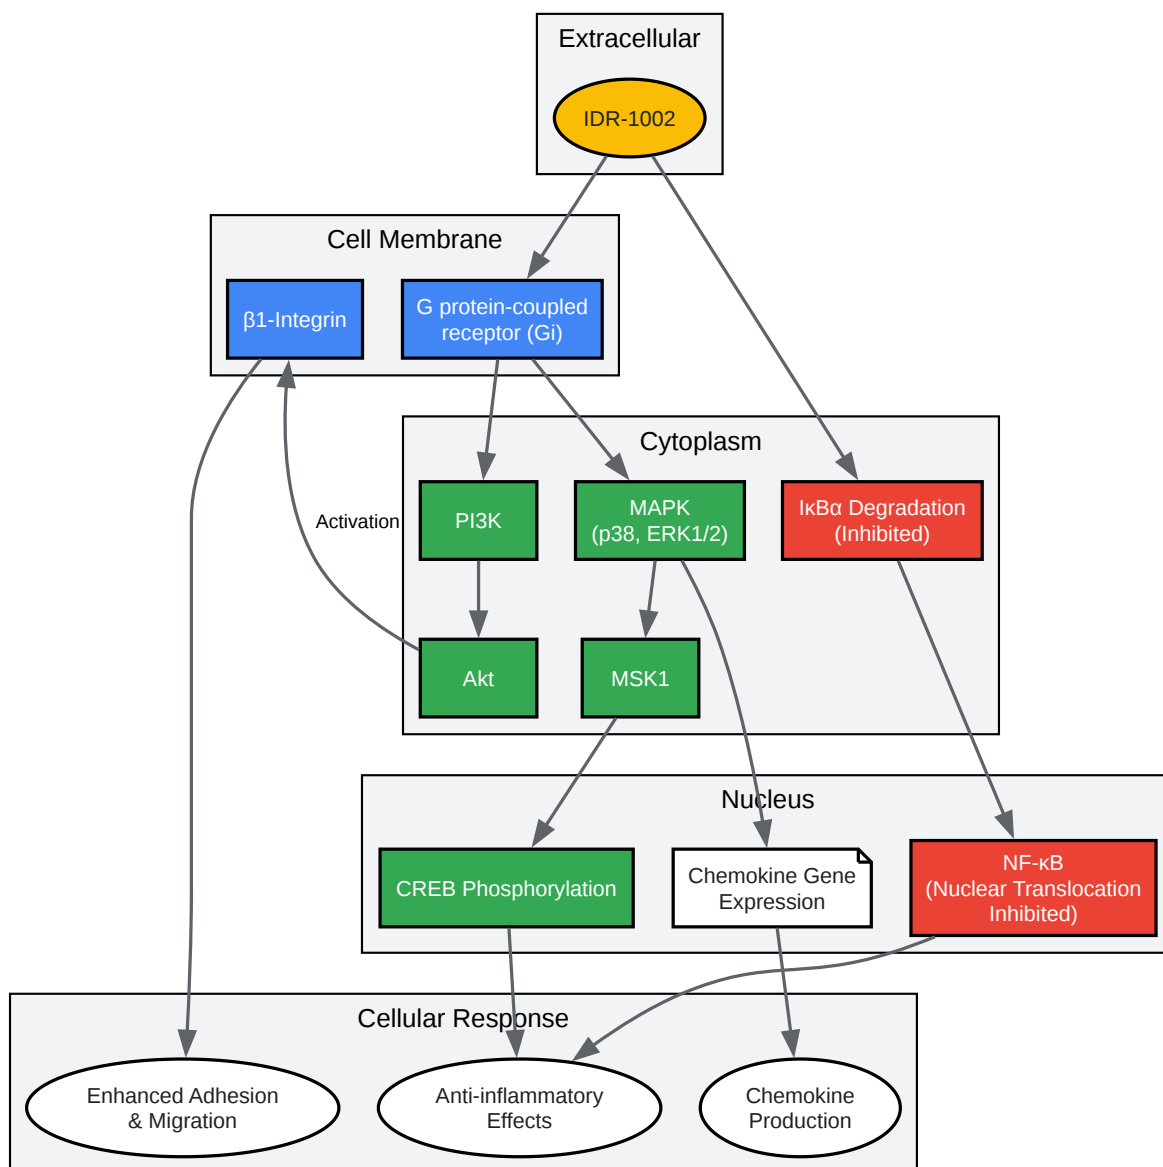 Extracellular
IDR-1002
Cell Membrane
β1-Integrin
G protein-coupled
receptor (Gi)
Cytoplasm
Activation
PI3K
MAPK
(p38, ERK1/2)
IκBα Degradation
(Inhibited)
Akt
MSK1
Nucleus
CREB Phosphorylation
Chemokine Gene
Expression
NF-κB
(Nuclear Translocation
Inhibited)
Cellular Response
Enhanced Adhesion
& Migration
Anti-inflammatory
Effects
Chemokine
Production